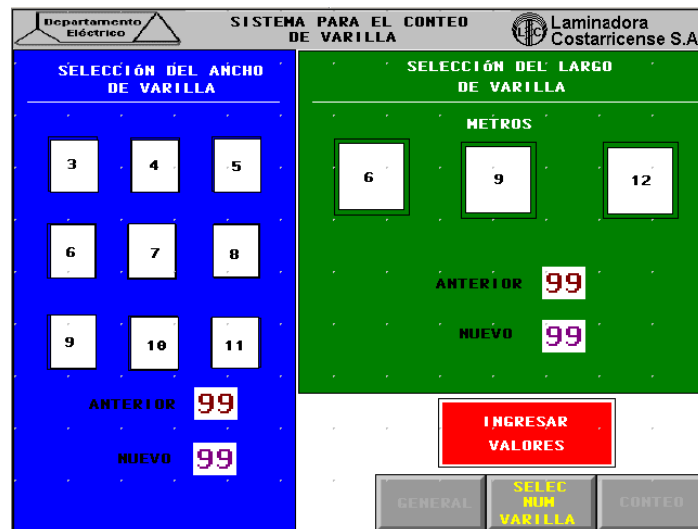 Departamento
Eléctrico
SISTEMA PARA EL CONTEO
DE VARILLA
LC
Laminadora
Costarricense S.A
SELECCIÓN DEL ANCHO
DE VARILLA
3 4 5
6 7 8
9 10 11
ANTERIOR 99
NUEVO 99
SELECCIÓN DEL LARGO
DE VARILLA
METROS
6 9 12
ANTERIOR 99
NUEVO 99
INGRESAR
VALORES
GENERAL
SELEC
NUM
VARILLA
CONTEO